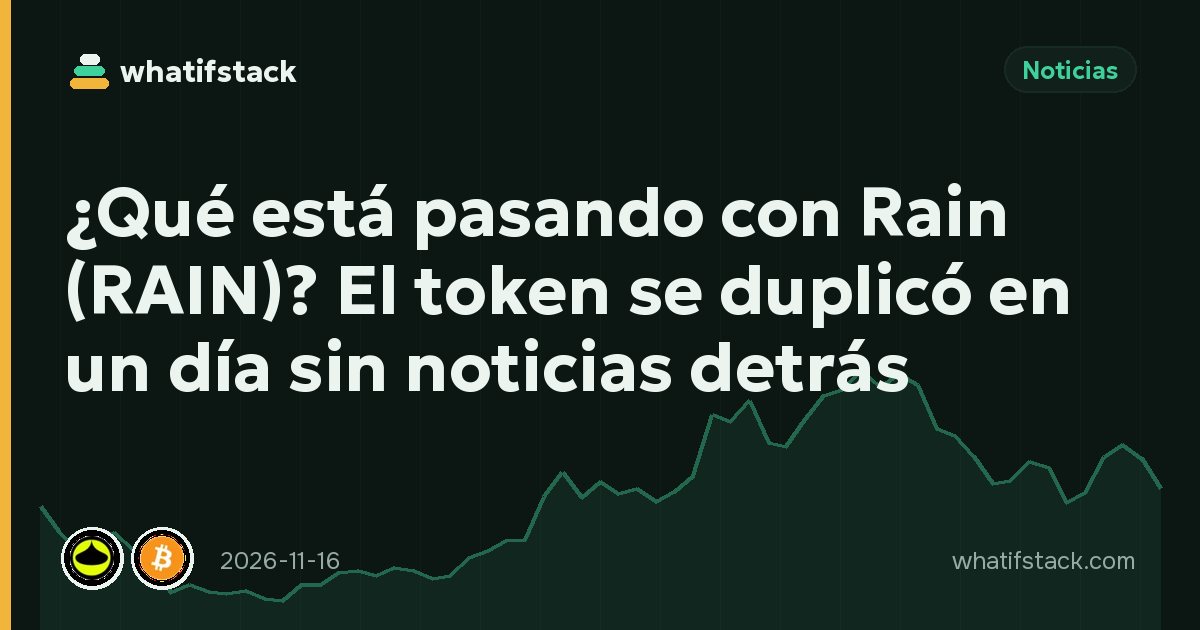 whatifstack
Noticias
¿Qué está pasando con Rain
(RAIN)? El token se duplicó en
un día sin noticias detrás
2026-11-16
whatifstack.com